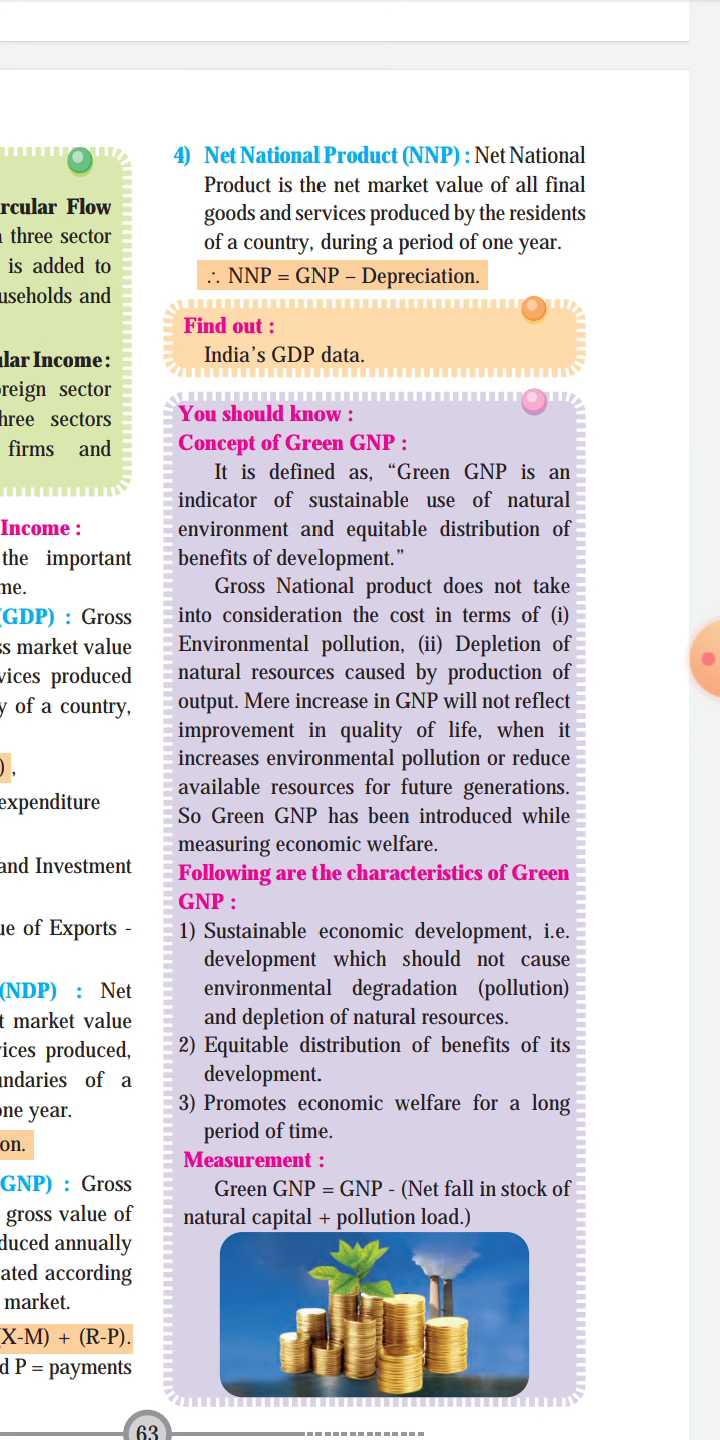 rcular Flow
three sector
is added to
useholds and
lar Income :
reign sector
hree sectors
firms and
Income :
the important
me.
(GDP) : Gross
ss market value
vices produced
y of a country,
) ,
expenditure
and Investment
ue of Exports -
(NDP) : Net
t market value
ices produced,
undaries of a
one year.
on.
GNP) : Gross
gross value of
duced annually
ated according
market.
(X-M) + (R-P).
d P = payments
4) Net National Product (NNP) : Net National
Product is the net market value of all final
goods and services produced by the residents
of a country, during a period of one year.
∴ NNP = GNP – Depreciation.
Find out :
India’s GDP data.
You should know :
Concept of Green GNP :
It is defined as, “Green GNP is an
indicator of sustainable use of natural
environment and equitable distribution of
benefits of development.”
Gross National product does not take
into consideration the cost in terms of (i)
Environmental pollution, (ii) Depletion of
natural resources caused by production of
output. Mere increase in GNP will not reflect
improvement in quality of life, when it
increases environmental pollution or reduce
available resources for future generations.
So Green GNP has been introduced while
measuring economic welfare.
Following are the characteristics of Green
GNP :
1) Sustainable economic development, i.e.
development which should not cause
environmental degradation (pollution)
and depletion of natural resources.
2) Equitable distribution of benefits of its
development.
3) Promotes economic welfare for a long
period of time.
Measurement :
Green GNP = GNP - (Net fall in stock of
natural capital + pollution load.)
63